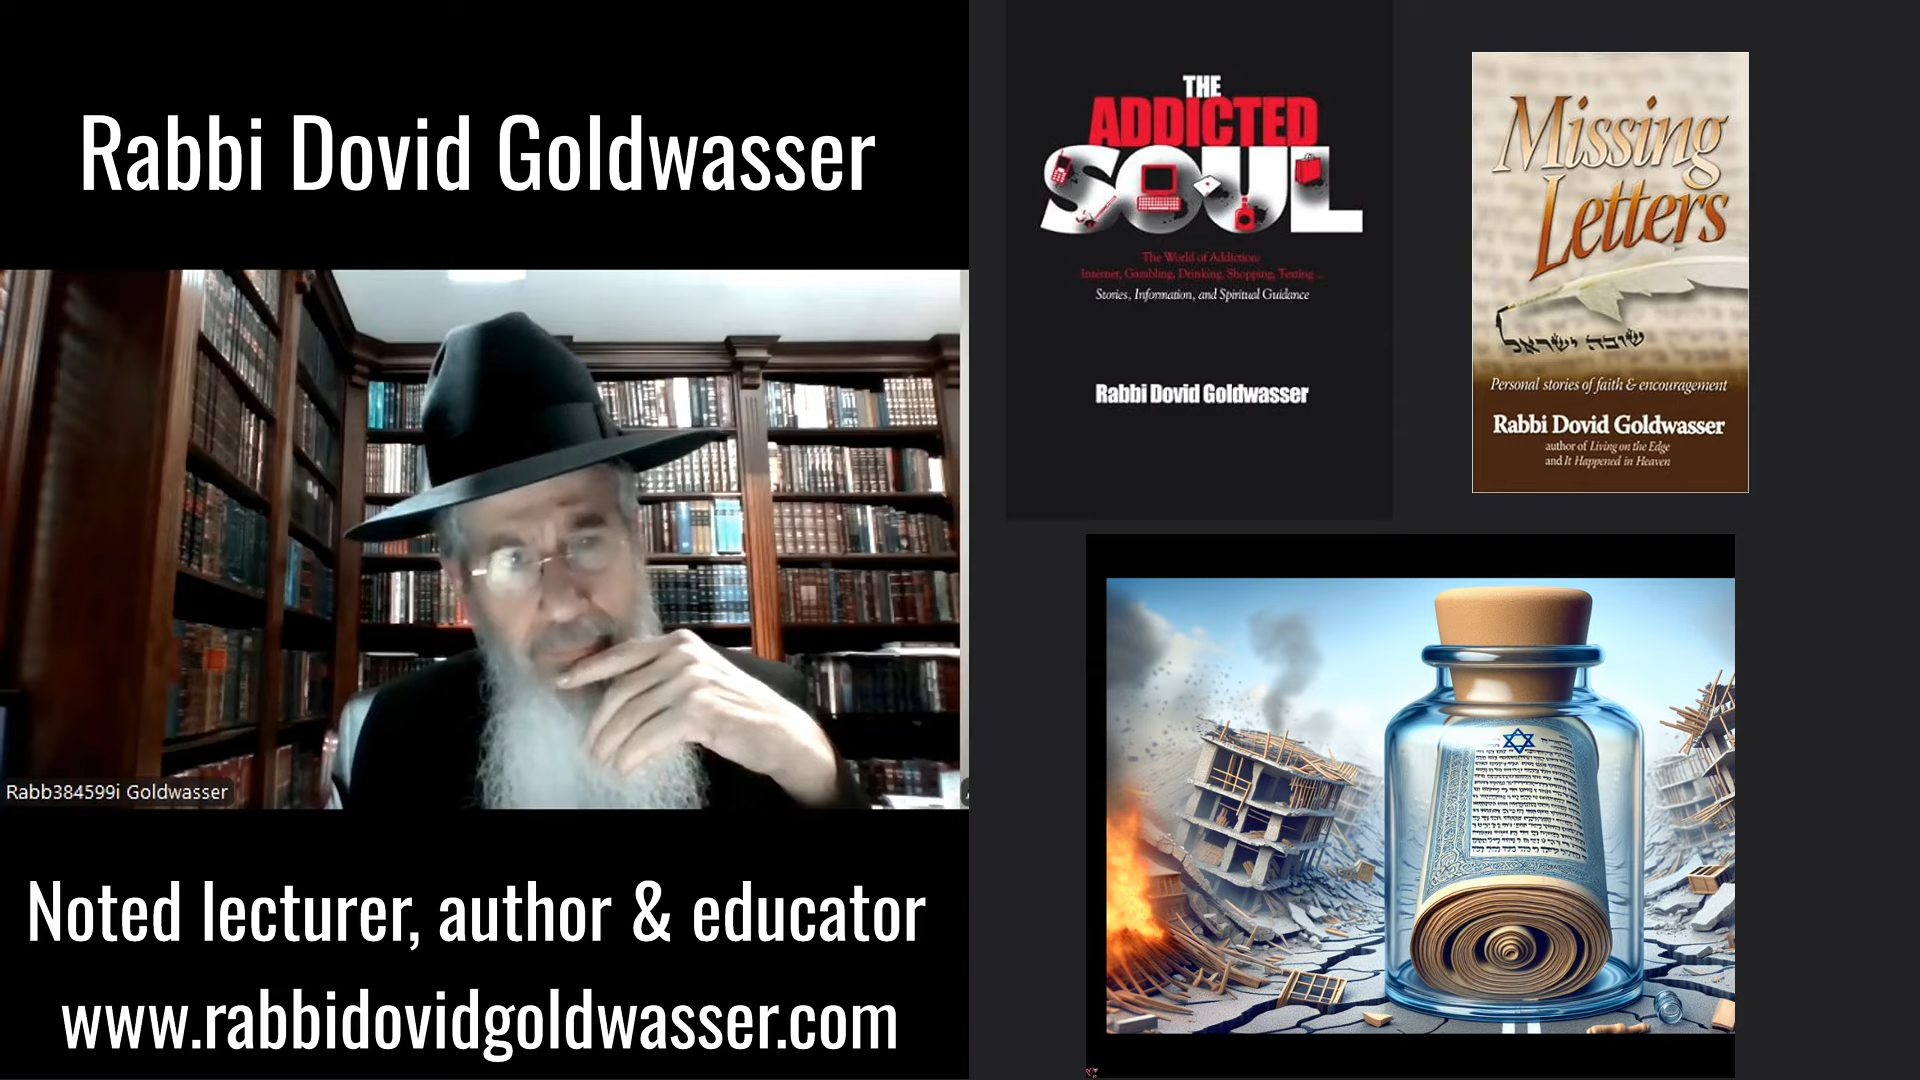 Rabbi Dovid Goldwasser
Rabb384599i Goldwasser
Noted lecturer, author & educator
www.rabbidovidgoldwasser.com
THE
ADDICTED
SOUL
The World of Addiction:
Internet, Gambling, Drinking, Shopping, Texting ...
Stories, Information, and Spiritual Guidance
Rabbi Dovid Goldwasser
Missing
Letters
שובה ישראל
Personal stories of faith & encouragement
Rabbi Dovid Goldwasser
author of Living on the Edge
and It Happened in Heaven